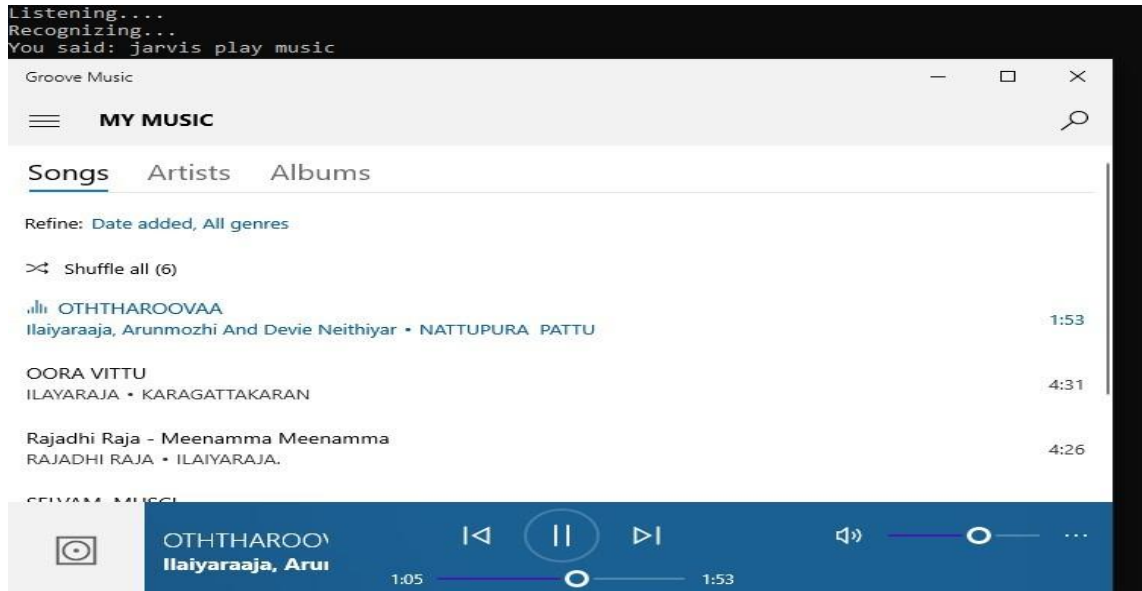 Listening....
Recognizing...
You said: jarvis play music
Groove Music
MY MUSIC
Songs Artists Albums
Refine: Date added, All genres
Shuffle all (6)
OTHTHAROOVAA
Ilaiyaraaja, Arunmozhi And Devie Neithiyar • NATTUPURA PATTU
1:53
OORA VITTU
ILAYARAJA • KARAGATTAKARAN
4:31
Rajadhi Raja - Meenamma Meenamma
RAJADHI RAJA • ILAIYARAJA.
4:26
OTHTHAROO
Ilaiyaraaja, Aru
1:05 1:53